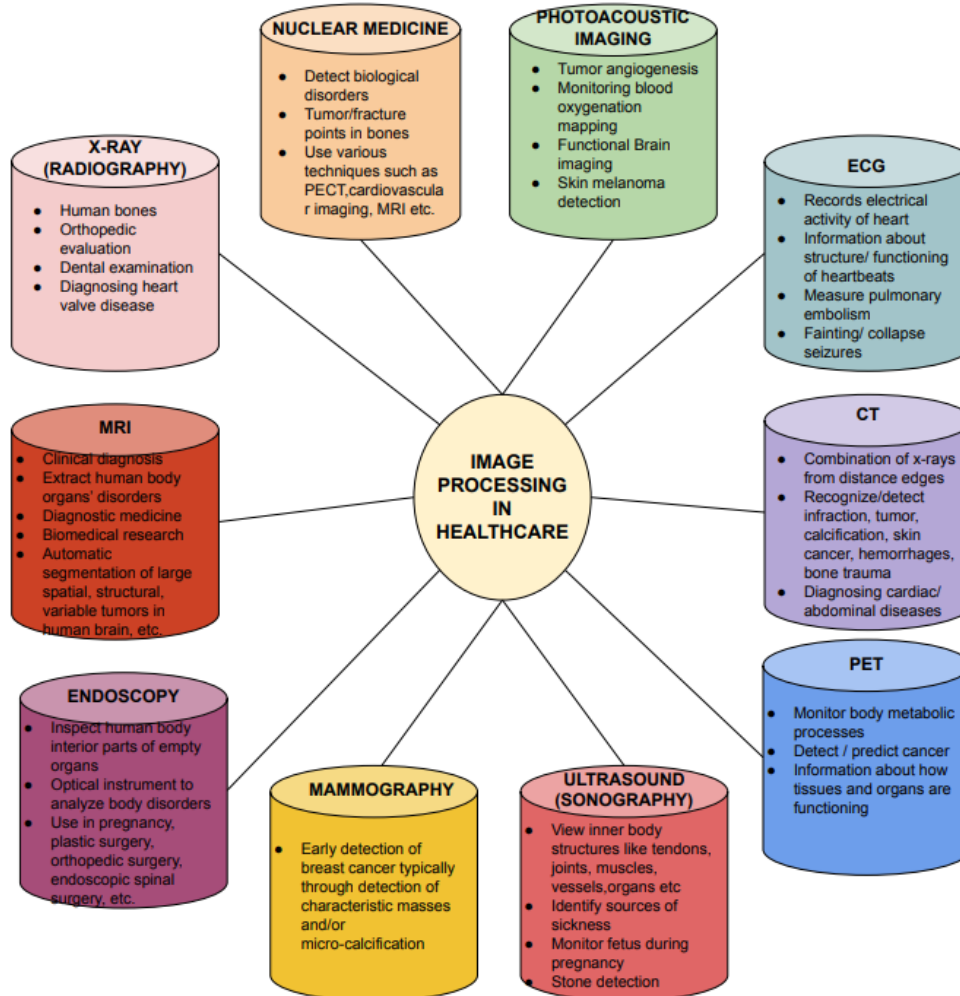 NUCLEAR MEDICINE
● Detect biological
disorders
● Tumor/fracture
points in bones
● Use various
techniques such as
PECT,cardiovascula
r imaging, MRI etc.
PHOTOACOUSTIC
IMAGING
● Tumor angiogenesis
● Monitoring blood
oxygenation
mapping
● Functional Brain
imaging
● Skin melanoma
detection
X-RAY
(RADIOGRAPHY)
● Human bones
● Orthopedic
evaluation
● Dental examination
● Diagnosing heart
valve disease
ECG
● Records electrical
activity of heart
● Information about
structure/ functioning
of heartbeats
● Measure pulmonary
embolism
● Fainting/ collapse
seizures
MRI
● Clinical diagnosis
● Extract human body
organs' disorders
● Diagnostic medicine
● Biomedical research
● Automatic
segmentation of large
spatial, structural,
variable tumors in
human brain, etc.
IMAGE
PROCESSING
IN
HEALTHCARE
CT
● Combination of x-rays
from distance edges
● Recognize/detect
infraction, tumor,
calcification, skin
cancer, hemorrhages,
bone trauma
● Diagnosing cardiac/
abdominal diseases
ENDOSCOPY
● Inspect human body
interior parts of empty
organs
● Optical instrument to
analyze body disorders
● Use in pregnancy,
plastic surgery,
orthopedic surgery,
endoscopic spinal
surgery, etc.
MAMMOGRAPHY
● Early detection of
breast cancer typically
through detection of
characteristic masses
and/or
micro-calcification
ULTRASOUND
(SONOGRAPHY)
● View inner body
structures like tendons,
joints, muscles,
vessels,organs etc
● Identify sources of
sickness
● Monitor fetus during
pregnancy
● Stone detection
PET
● Monitor body metabolic
processes
● Detect / predict cancer
● Information about how
tissues and organs are
functioning